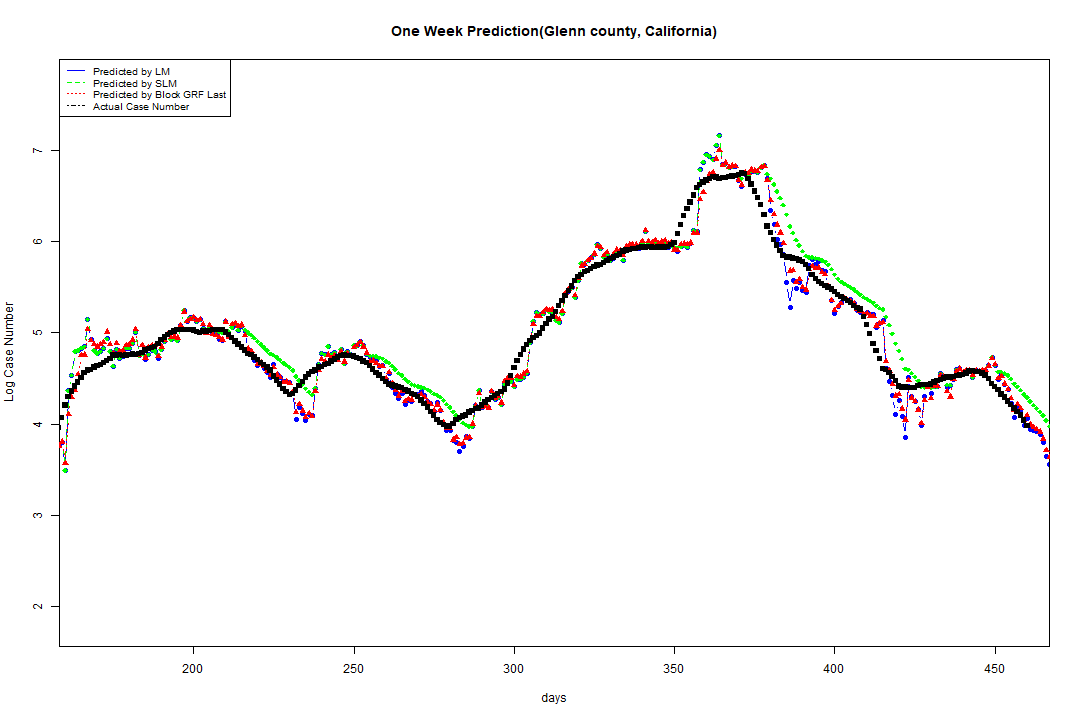 One Week Prediction(Glenn county, California)
Predicted by LM
Predicted by SLM
Predicted by Block GRF Last
Actual Case Number
Log Case Number
7
6
5
4
3
2
200 250 300 350 400 450
days